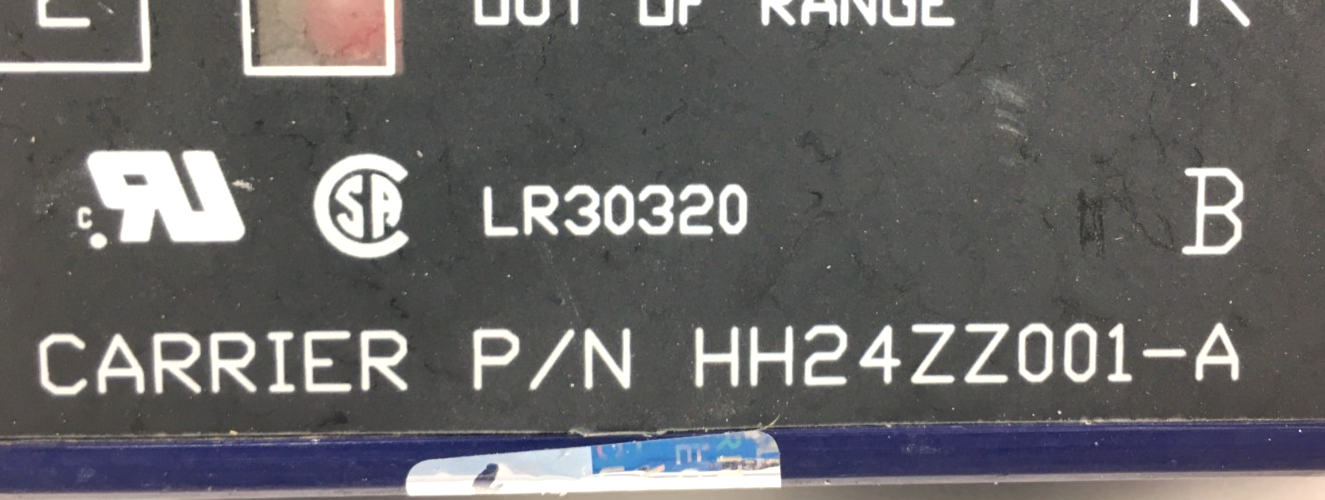 OUT OF RANGE
LR30320 B
CARRIER P/N HH24ZZ001-A